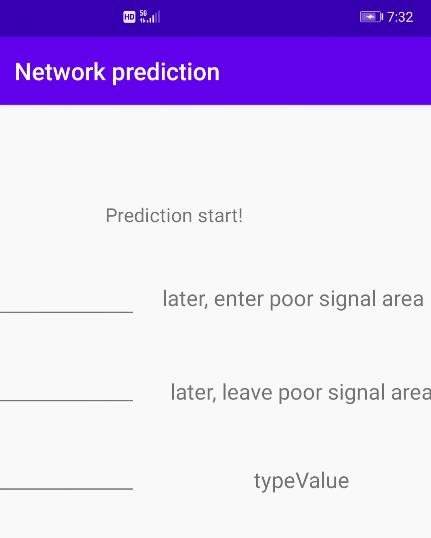 HD 5G 7:32
Network prediction
Prediction start!
later, enter poor signal area
later, leave poor signal area
typeValue